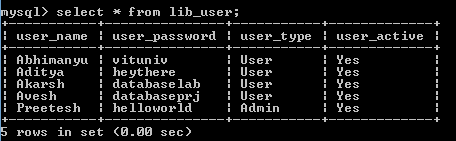 mysql> select * from lib_user;
+-----------+---------------+-----------+-------------+
| user_name | user_password | user_type | user_active |
+-----------+---------------+-----------+-------------+
| Abhimanyu | vituniv | User | Yes |
| Aditya | heythere | User | Yes |
| Akarsh | databaselab | User | Yes |
| Avesh | databaseprj | User | Yes |
| Preetesh | helloworld | Admin | Yes |
+-----------+---------------+-----------+-------------+
5 rows in set (0.00 sec)